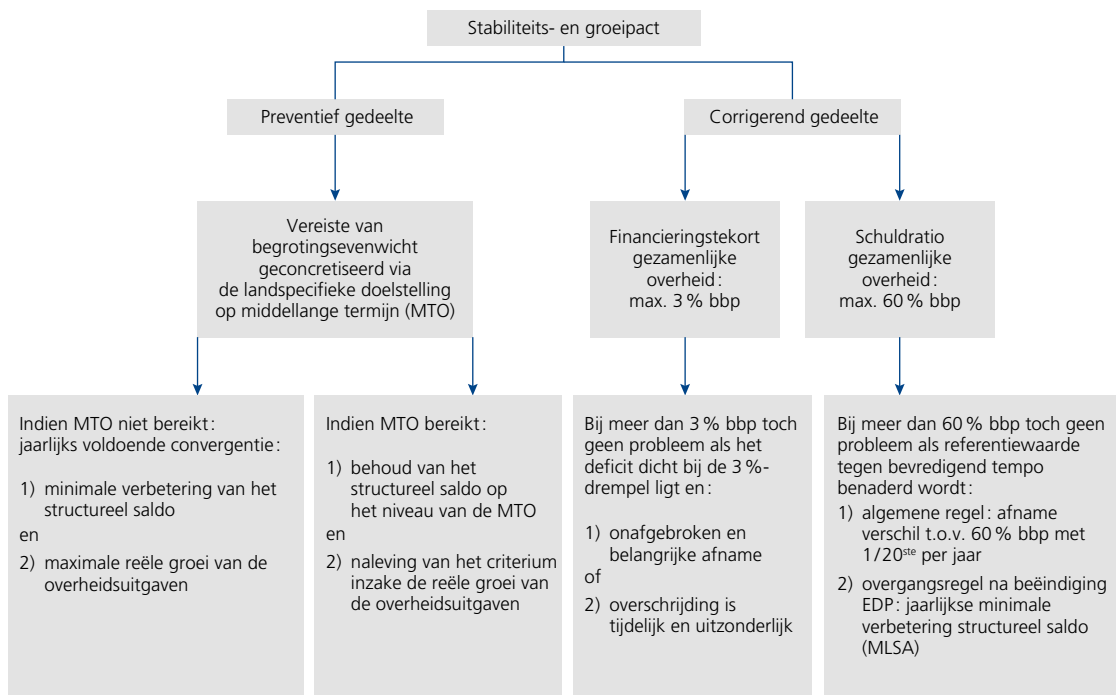 Stabiliteits- en groeipact
Preventief gedeelte
Corrigerend gedeelte
Vereiste van
begrotingsevenwicht
geconcretiseerd via
de landspecifieke doelstelling
op middellange termijn (MTO)
Financieringstekort
gezamenlijke
overheid:
max. 3 % bbp
Schuldratio
gezamenlijke
overheid:
max. 60 % bbp
Indien MTO niet bereikt:
jaarlijks voldoende convergentie:
1) minimale verbetering van het
structureel saldo
en
2) maximale reële groei van de
overheidsuitgaven
Indien MTO bereikt:
1) behoud van het
structureel saldo op
het niveau van de MTO
en
2) naleving van het criterium
inzake de reële groei van
de overheidsuitgaven
Bij meer dan 3 % bbp toch
geen probleem als het
deficit dicht bij de 3 %-
drempel ligt en:
1) onafgebroken en
belangrijke afname
of
2) overschrijding is
tijdelijk en uitzonderlijk
Bij meer dan 60 % bbp toch geen
probleem als referentiewaarde
tegen bevredigend tempo
benaderd wordt:
1) algemene regel: afname
verschil t.o.v. 60 % bbp met
1/20ste per jaar
2) overgangsregel na beëindiging
EDP: jaarlijkse minimale
verbetering structureel saldo
(MLSA)